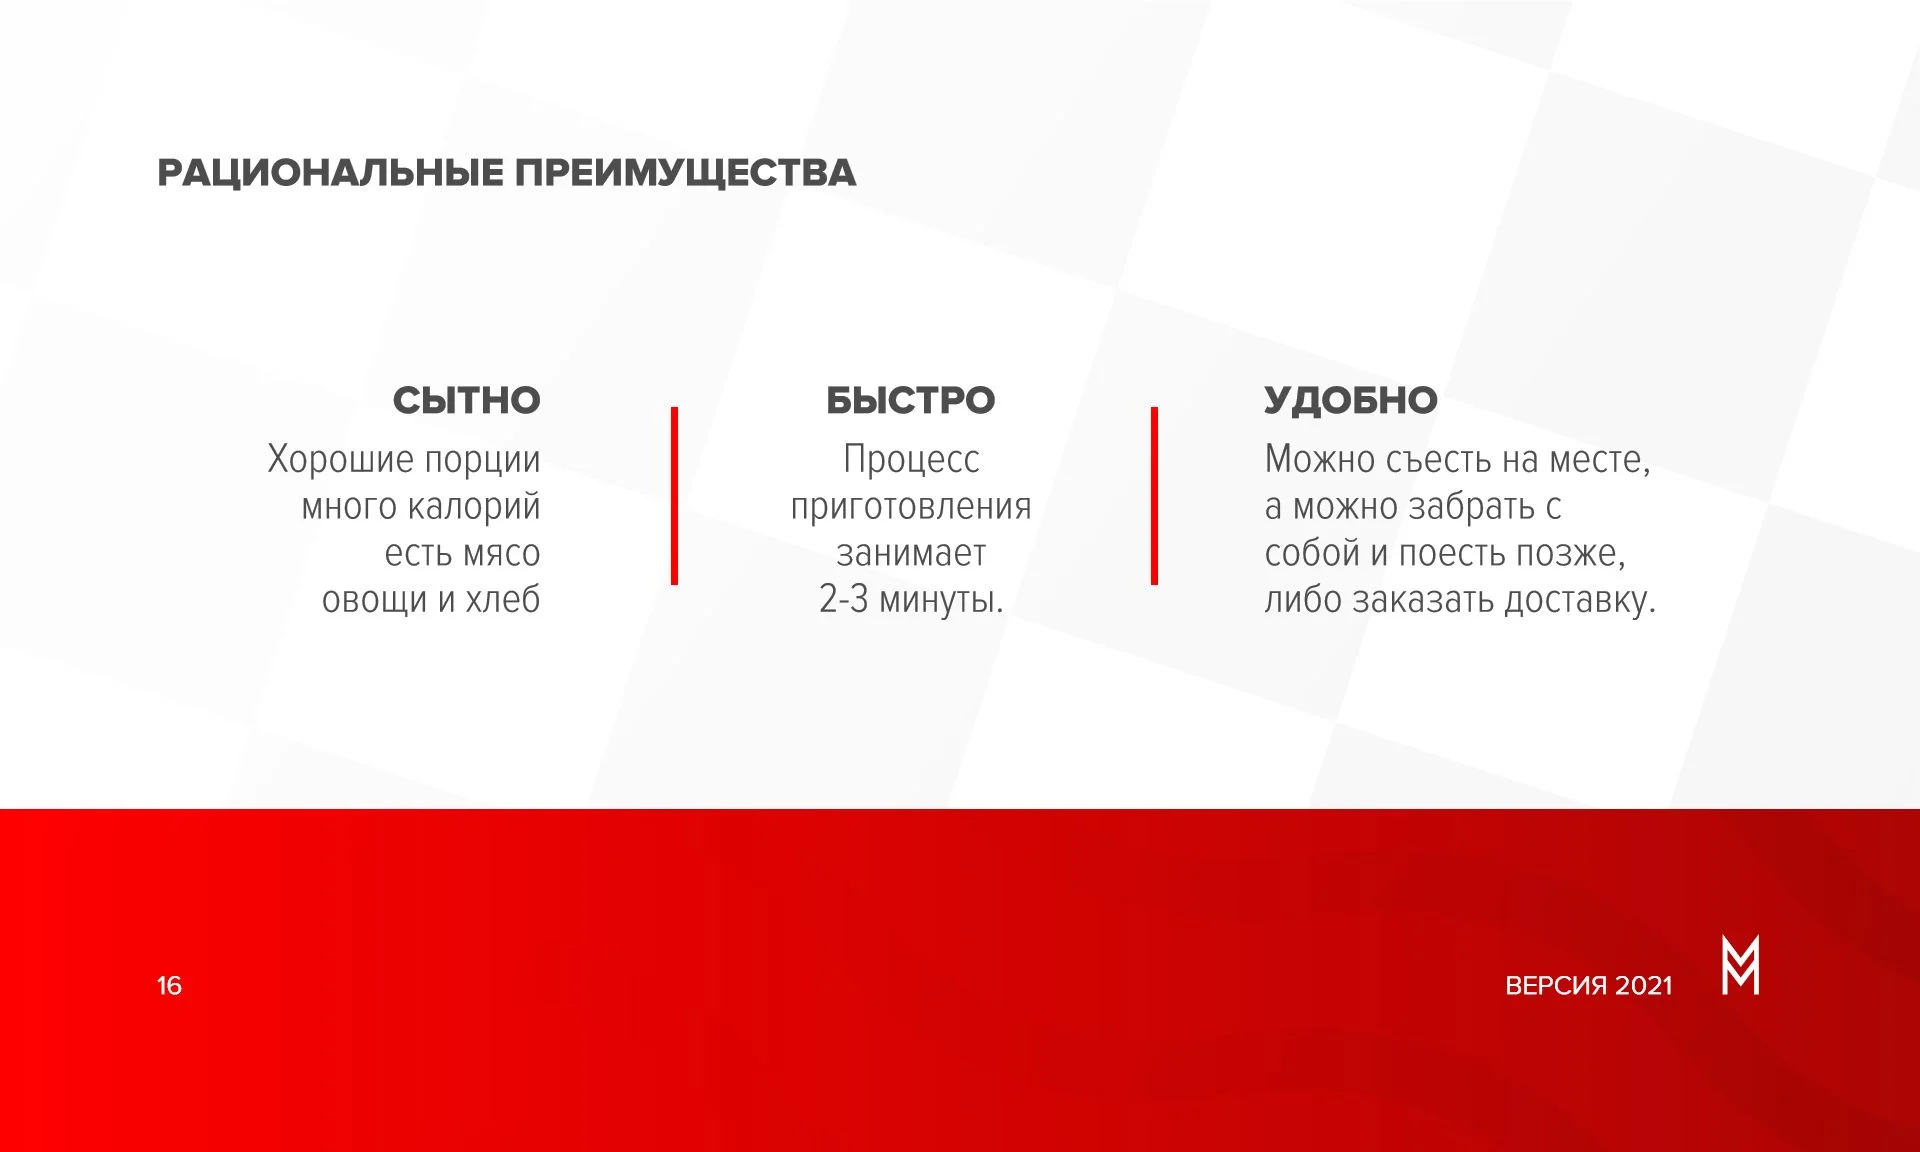 РАЦИОНАЛЬНЫЕ ПРЕИМУЩЕСТВА
СЫТНО
Хорошие порции
много калорий
есть мясо
овощи и хлеб
БЫСТРО
Процесс
приготовления
занимает
2-3 минуты.
УДОБНО
Можно съесть на месте,
а можно забрать с
собой и поесть позже,
либо заказать доставку.
16
ВЕРСИЯ 2021